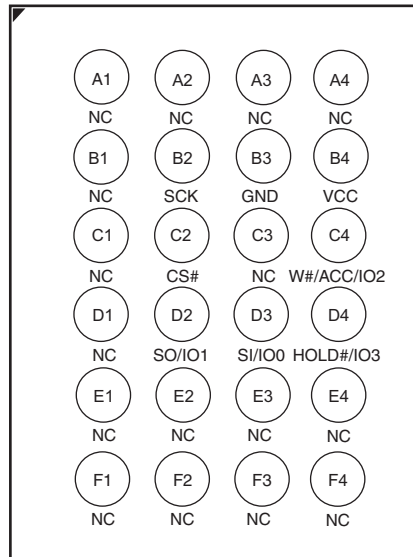 A1 A2 A3 A4
NC NC NC NC
B1 B2 B3 B4
NC SCK GND VCC
C1 C2 C3 C4
NC CS# NC W#/ACC/IO2
D1 D2 D3 D4
NC SO/IO1 SI/IO0 HOLD#/IO3
E1 E2 E3 E4
NC NC NC NC
F1 F2 F3 F4
NC NC NC NC